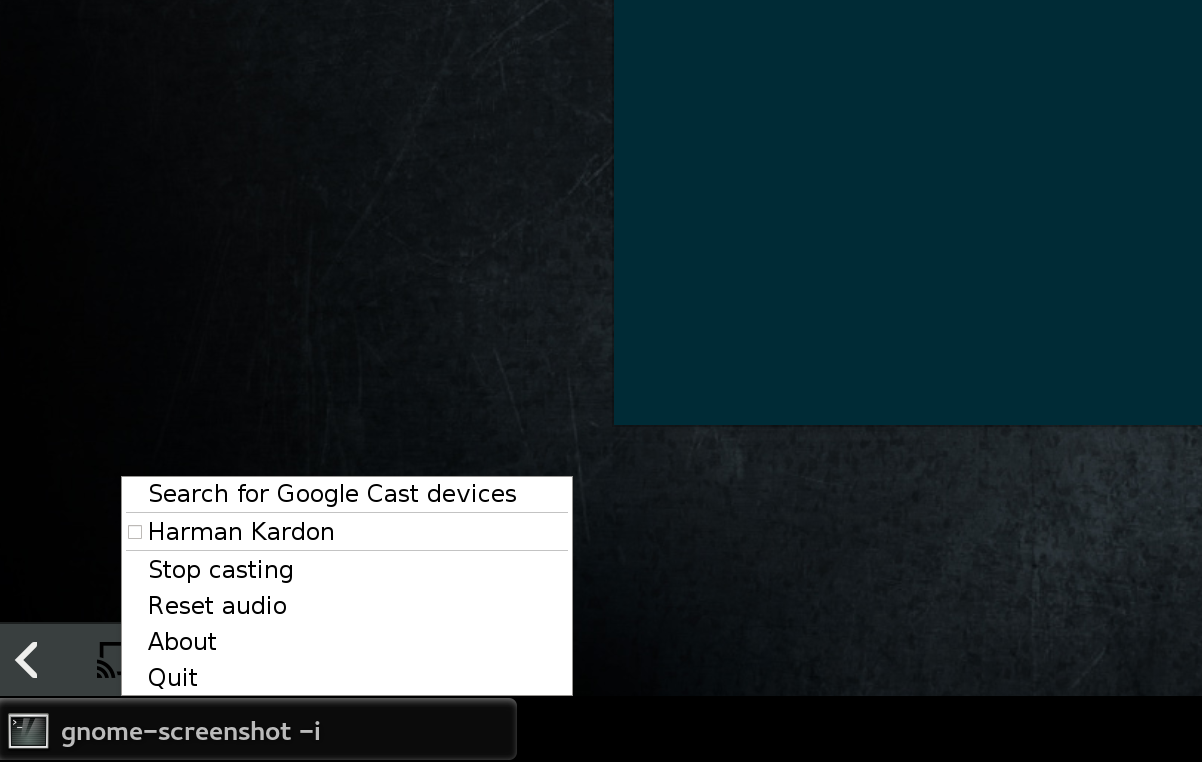 Search for Google Cast devices
Harman Kardon
Stop casting
Reset audio
About
Quit
gnome-screenshot -i